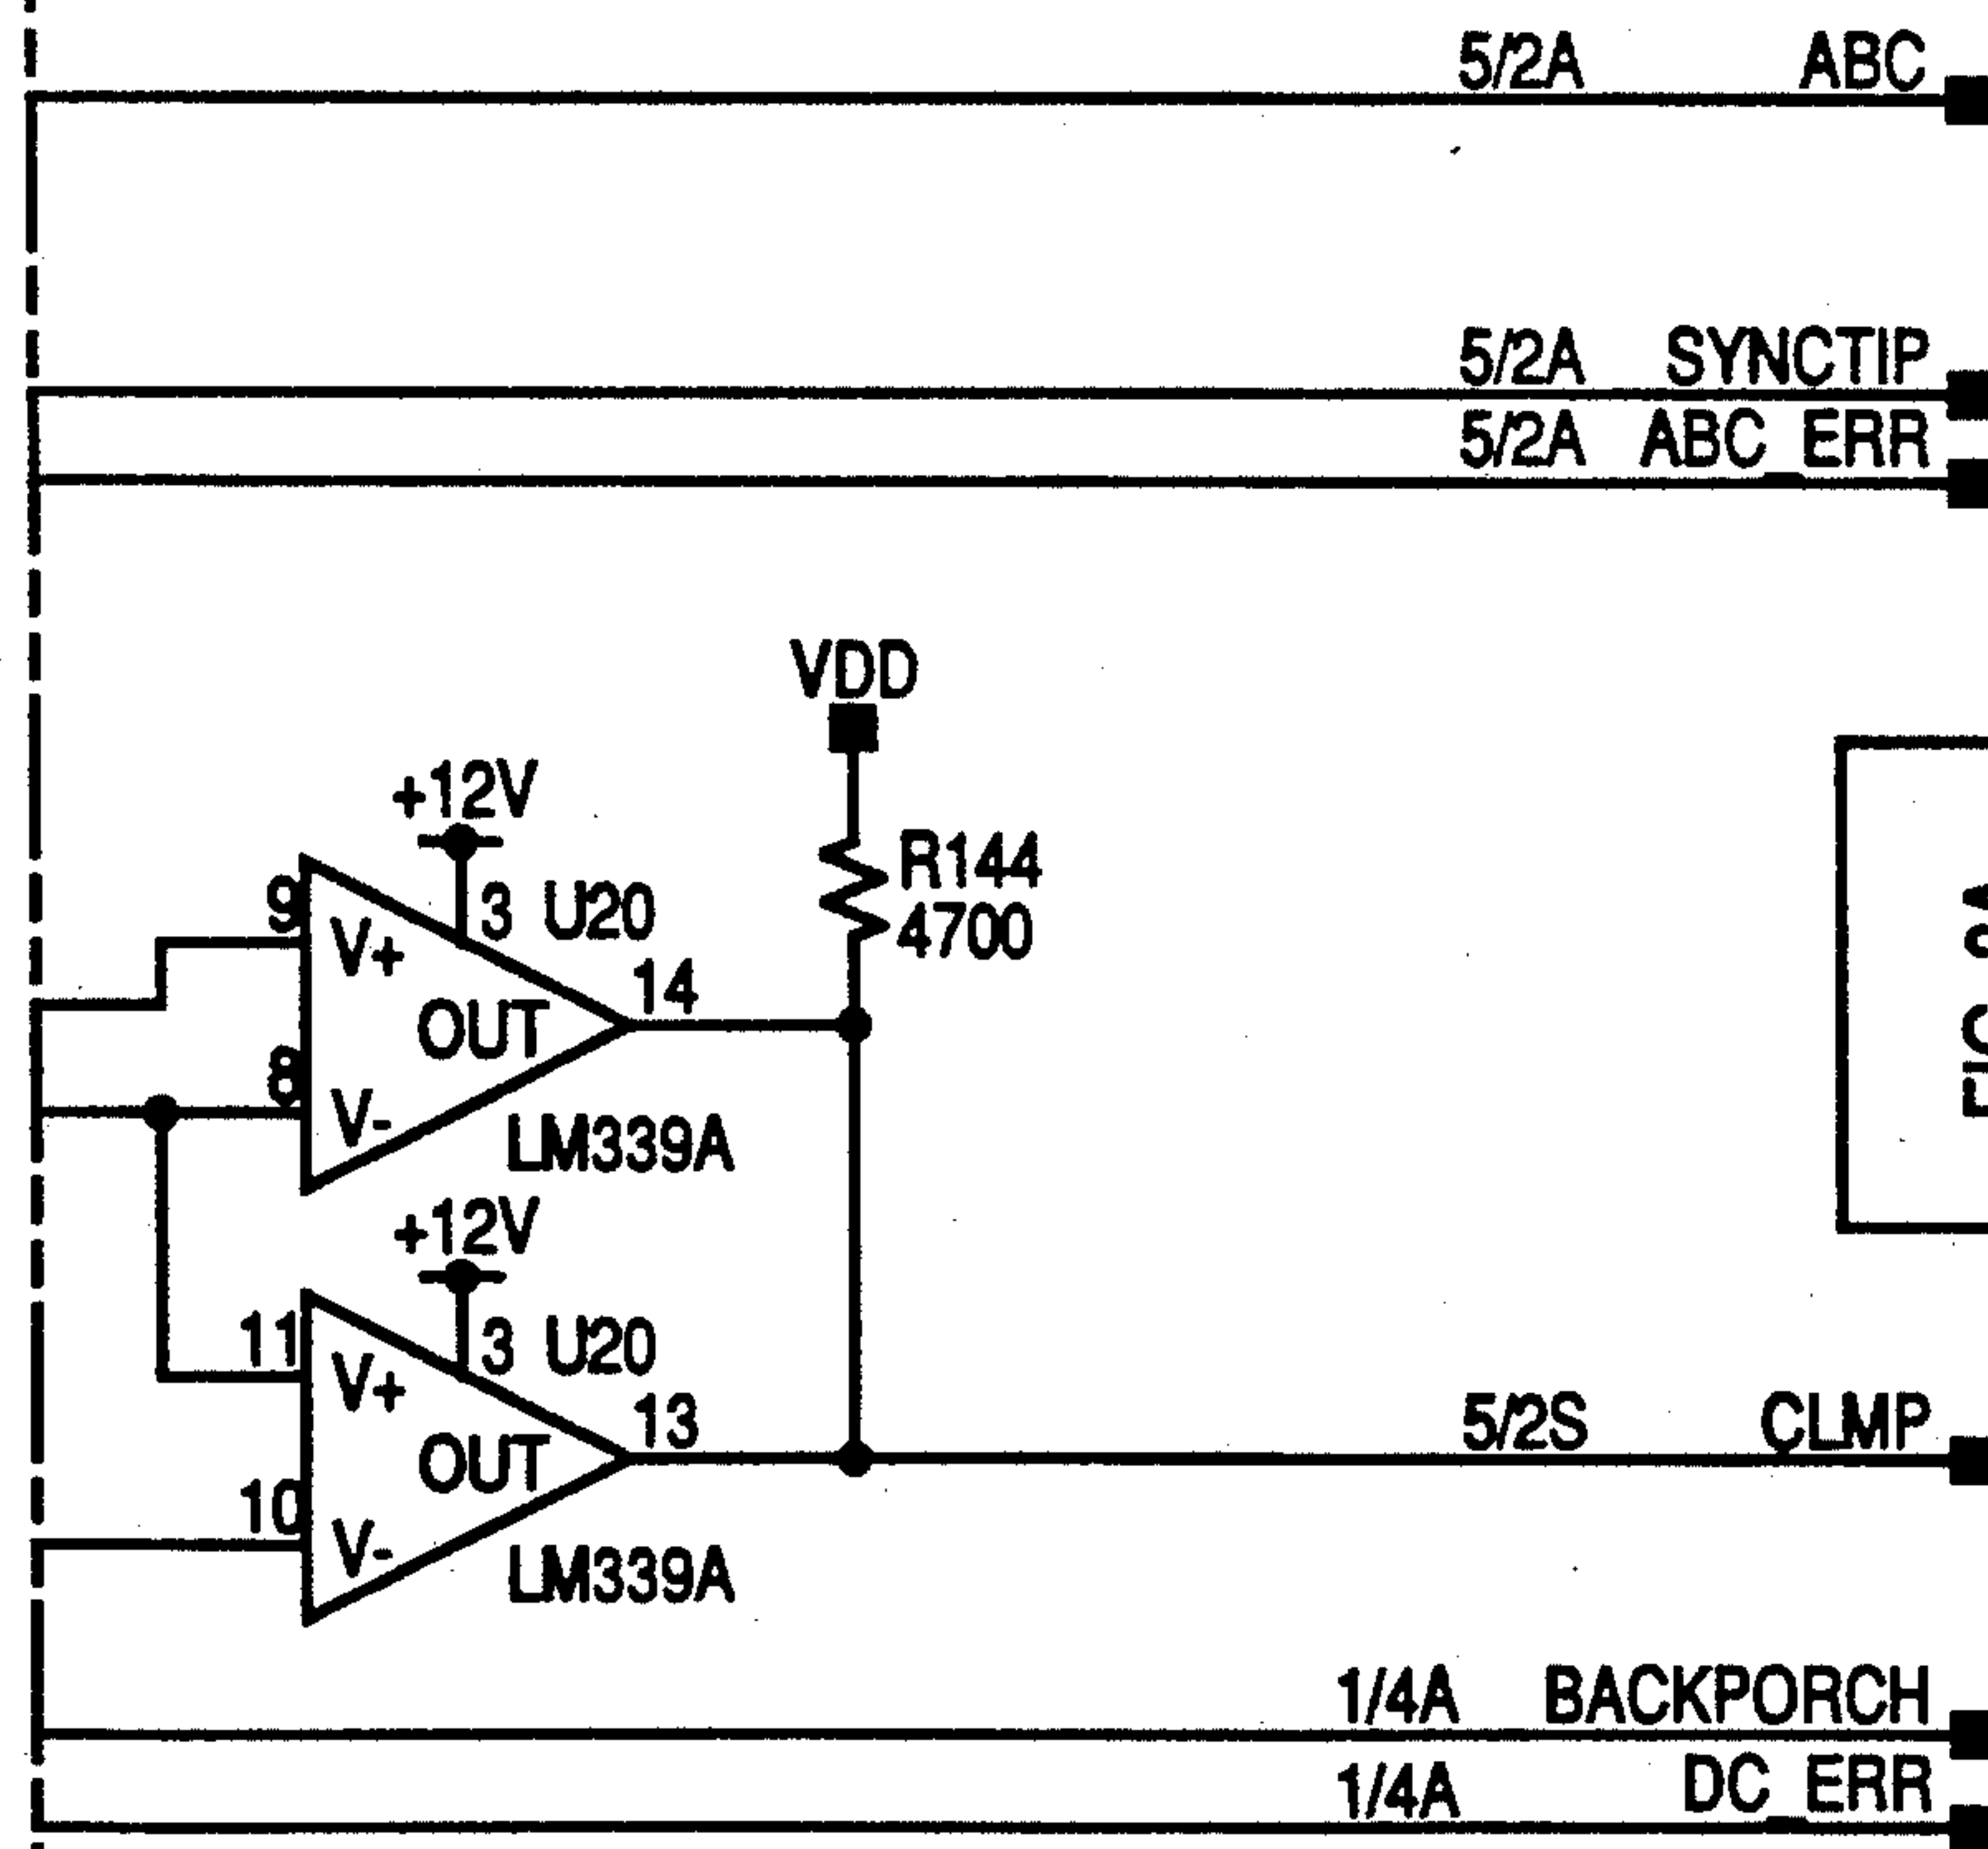 5/2A ABC
5/2A SYNCTIP
5/2A ABC_ERR
VDD
+12V
R144
4700
9
3 U20
V+
14
OUT
8
V-
LM339A
+12V
11
3 U20
V+
13
5/2S CLMP
OUT
10
V-
LM339A
1/4A BACKPORCH
1/4A DC_ERR